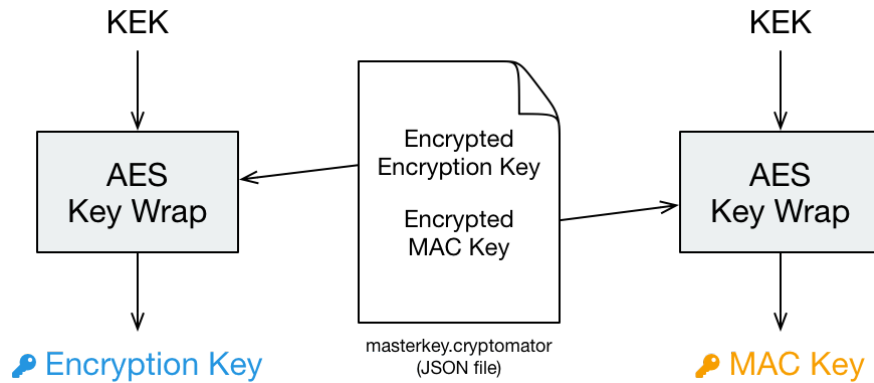 KEK
KEK
AES
Key Wrap
Encrypted
Encryption Key
Encrypted
MAC Key
AES
Key Wrap
Encryption Key
masterkey.cryptomator
(JSON file)
MAC Key